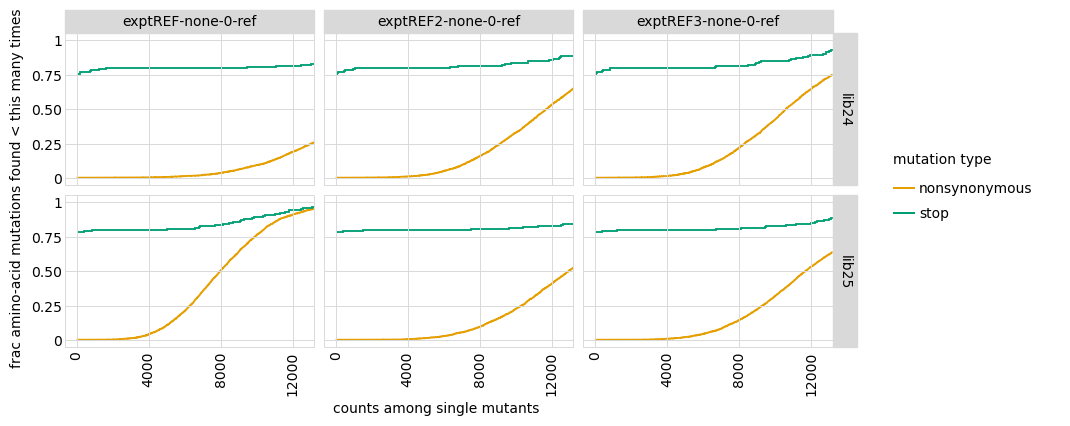 exptREF-none-0-ref
exptREF2-none-0-ref
exptREF3-none-0-ref
frac amino-acid mutations found < this many times
1
0.75
0.50
0.25
0
lib24
1
0.75
0.50
0.25
0
lib25
0
4000
8000
12000
0
4000
8000
12000
0
4000
8000
12000
counts among single mutants
mutation type
nonsynonymous
stop